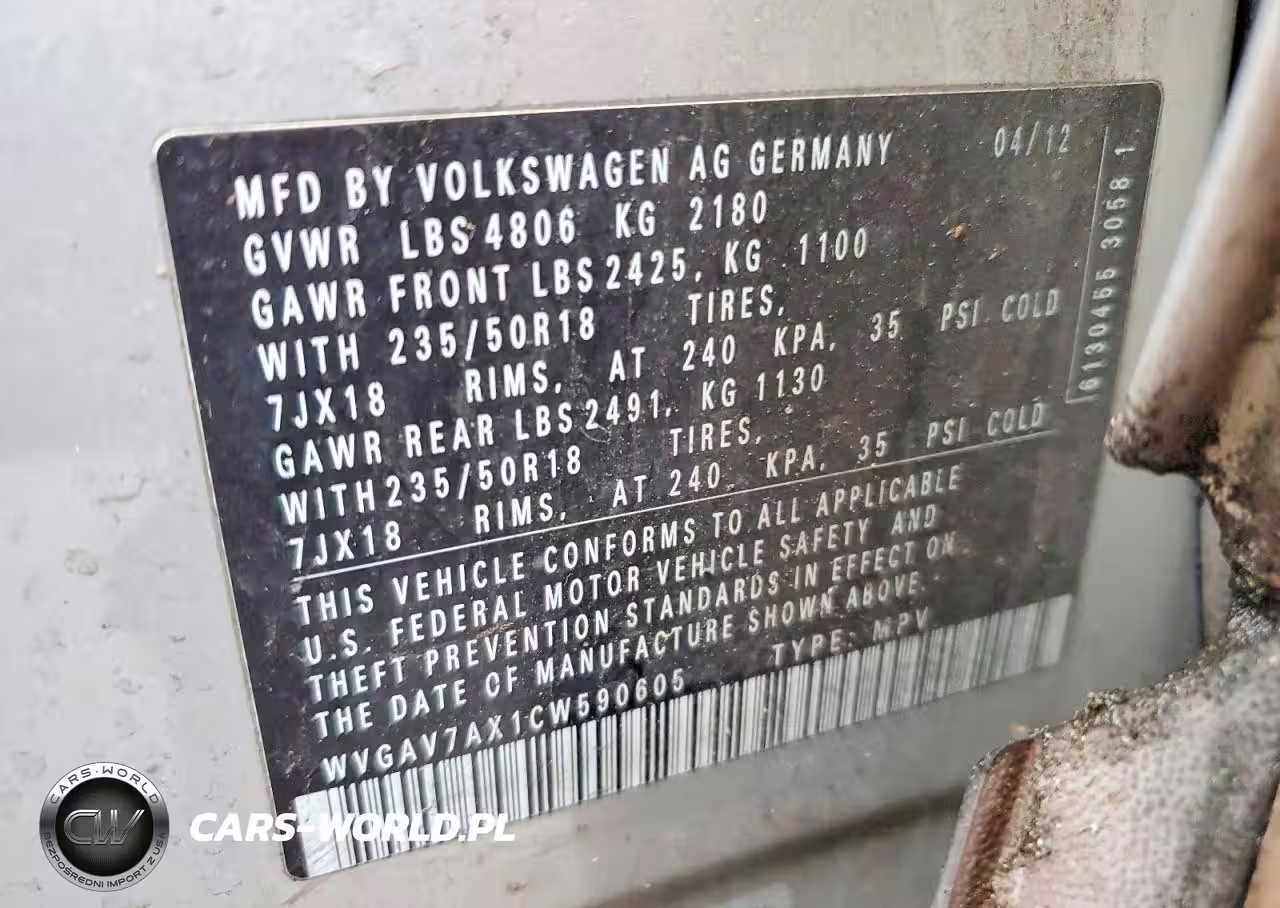 MFD BY VOLKSWAGEN AG GERMANY 04/12
GVWR LBS 4806 KG 2180
GAWR FRONT LBS 2425, KG 1100
WITH 235/50R18 TIRES,
7JX18 RIMS, AT 240 KPA, 35 PSI COLD
GAWR REAR LBS 2491, KG 1130
WITH 235/50R18 TIRES,
7JX18 RIMS, AT 240 KPA, 35 PSI COLD
THIS VEHICLE CONFORMS TO ALL APPLICABLE
U.S. FEDERAL MOTOR VEHICLE SAFETY AND
THEFT PREVENTION STANDARDS IN EFFECT ON
THE DATE OF MANUFACTURE SHOWN ABOVE.
WVGAV7AX1CW590605 TYPE: MPV
6130455 3058 1
CARS-WORLD
CW
BEZPOŚREDNI IMPORT Z USA
CARS-WORLD.PL